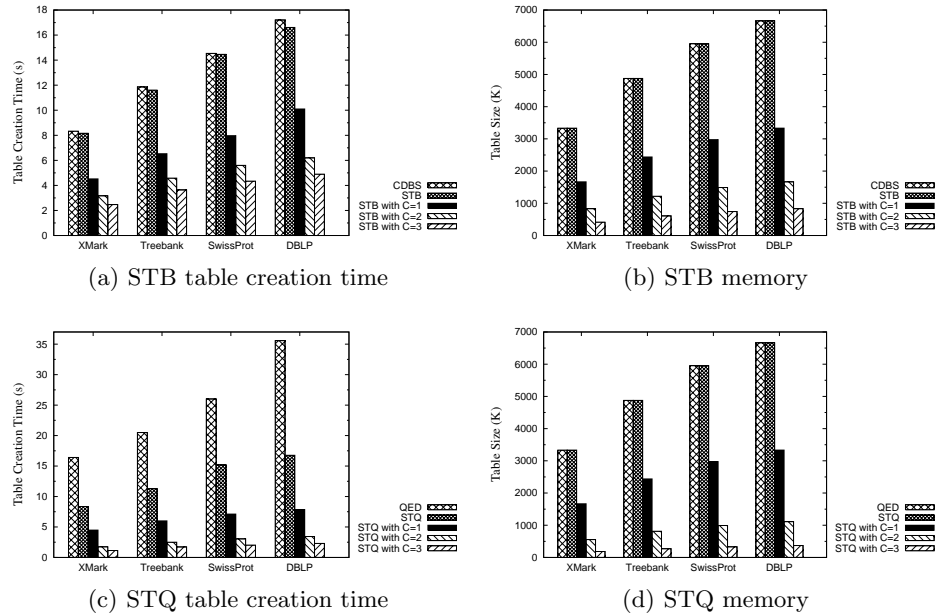 18
16
14
12
10
8
6
4
2
0
Table Creation Time (s)
XMark Treebank SwissProt DBLP
CDBS
STB
STB with C=1
STB with C=2
STB with C=3
(a) STB table creation time
7000
6000
5000
4000
3000
2000
1000
0
Table Size (K)
XMark Treebank SwissProt DBLP
CDBS
STB
STB with C=1
STB with C=2
STB with C=3
(b) STB memory
35
30
25
20
15
10
5
0
Table Creation Time (s)
XMark Treebank SwissProt DBLP
QED
STQ
STQ with C=1
STQ with C=2
STQ with C=3
(c) STQ table creation time
7000
6000
5000
4000
3000
2000
1000
0
Table Size (K)
XMark Treebank SwissProt DBLP
QED
STQ
STQ with C=1
STQ with C=2
STQ with C=3
(d) STQ memory